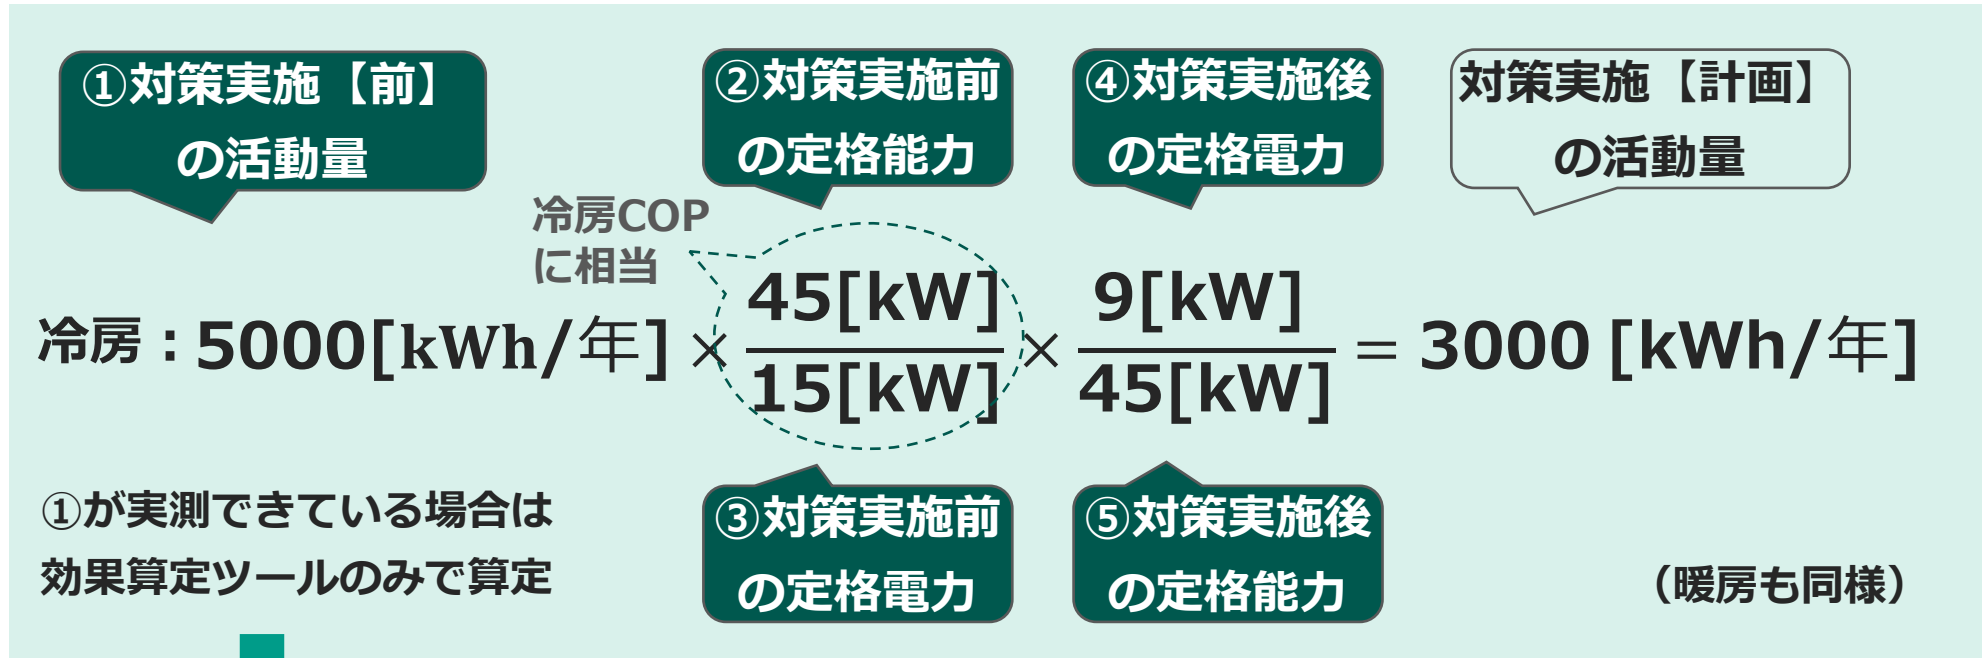 ①対策実施【前】
の活動量
②対策実施前
の定格能力
④対策実施後
の定格電力
対策実施【計画】
の活動量
冷房COP
に相当
冷房：5000[kWh/年] × 45[kW] / 15[kW] × 9[kW] / 45[kW] = 3000 [kWh/年]
①が実測できている場合は
効果算定ツールのみで算定
③対策実施前
の定格電力
⑤対策実施後
の定格能力
（暖房も同様）